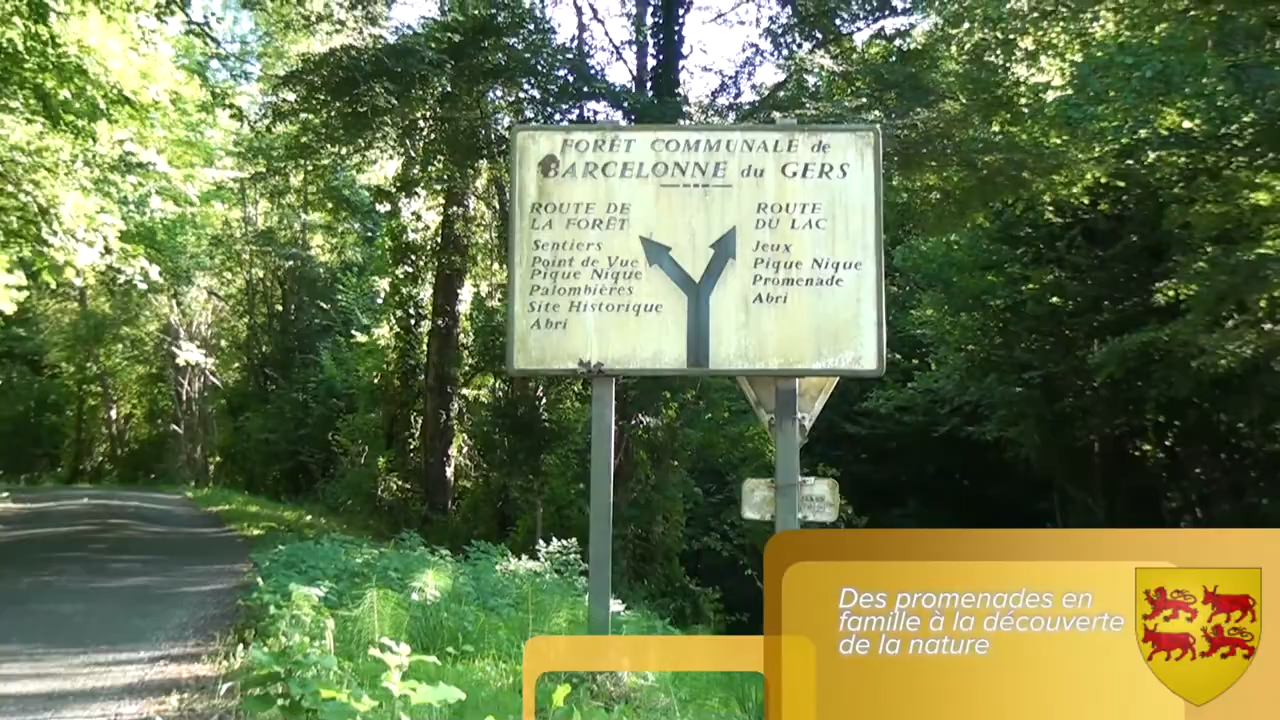 FORÊT COMMUNALE de
BARCELONNE du GERS
ROUTE DE
LA FORÊT
Sentiers
Point de Vue
Pique Nique
Palombières
Site Historique
Abri
ROUTE
DU LAC
Jeux
Pique Nique
Promenade
Abri
Des promenades en
famille à la découverte
de la nature